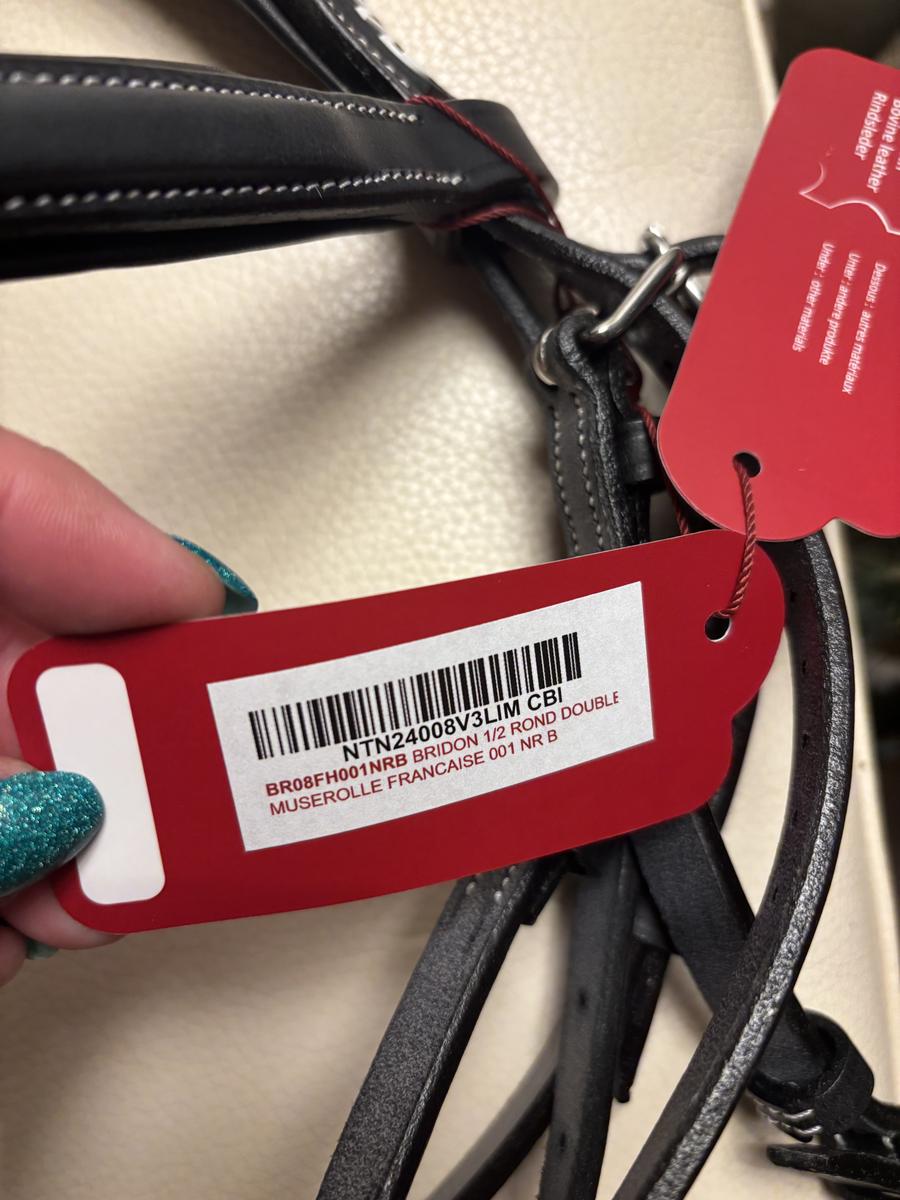 NTN24008V3LIM CBI
BR08FH001NRB BRIDON 1/2 ROND DOUBLE
MUSEROLLE FRANCAISE 001 NR B
Bovine leather
Rindsleder
Dessous : autres matériaux
Unter : andere produkte
Under : other materials